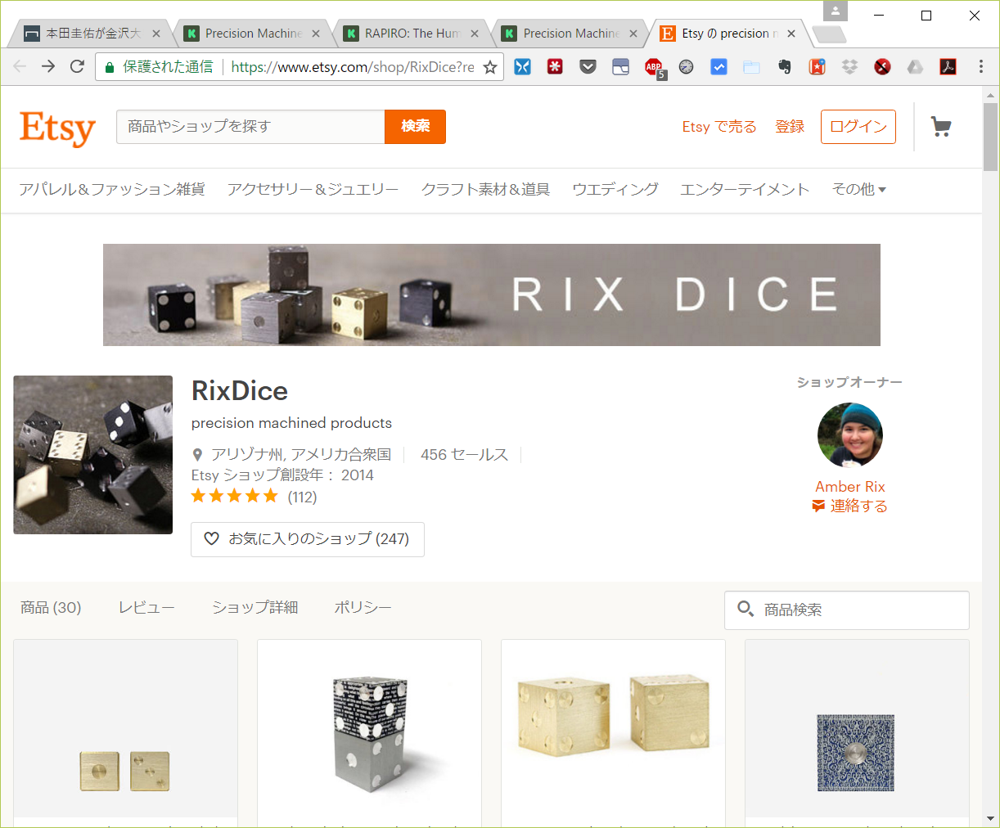 本田圭佑が金沢大
Precision Machine
RAPIRO: The Hum
Precision Machine
Etsy の precision m
保護された通信
https://www.etsy.com/shop/RixDice?re
ABP
5
Etsy
商品やショップを探す
検索
Etsy で売る
登録
ログイン
アパレル＆ファッション雑貨
アクセサリー＆ジュエリー
クラフト素材＆道具
ウエディング
エンターテイメント
その他
RIX DICE
RixDice
precision machined products
アリゾナ州, アメリカ合衆国
456 セールス
Etsy ショップ創設年： 2014
(112)
お気に入りのショップ (247)
ショップオーナー
Amber Rix
連絡する
商品 (30)
レビュー
ショップ詳細
ポリシー
商品検索